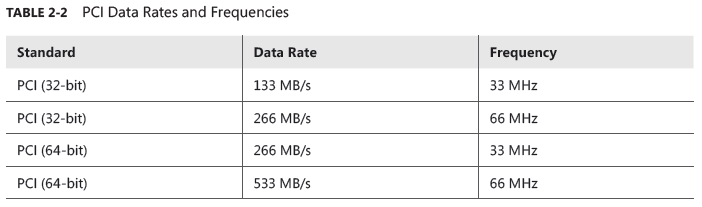 TABLE 2-2 PCI Data Rates and Frequencies
Standard Data Rate Frequency
PCI (32-bit) 133 MB/s 33 MHz
PCI (32-bit) 266 MB/s 66 MHz
PCI (64-bit) 266 MB/s 33 MHz
PCI (64-bit) 533 MB/s 66 MHz